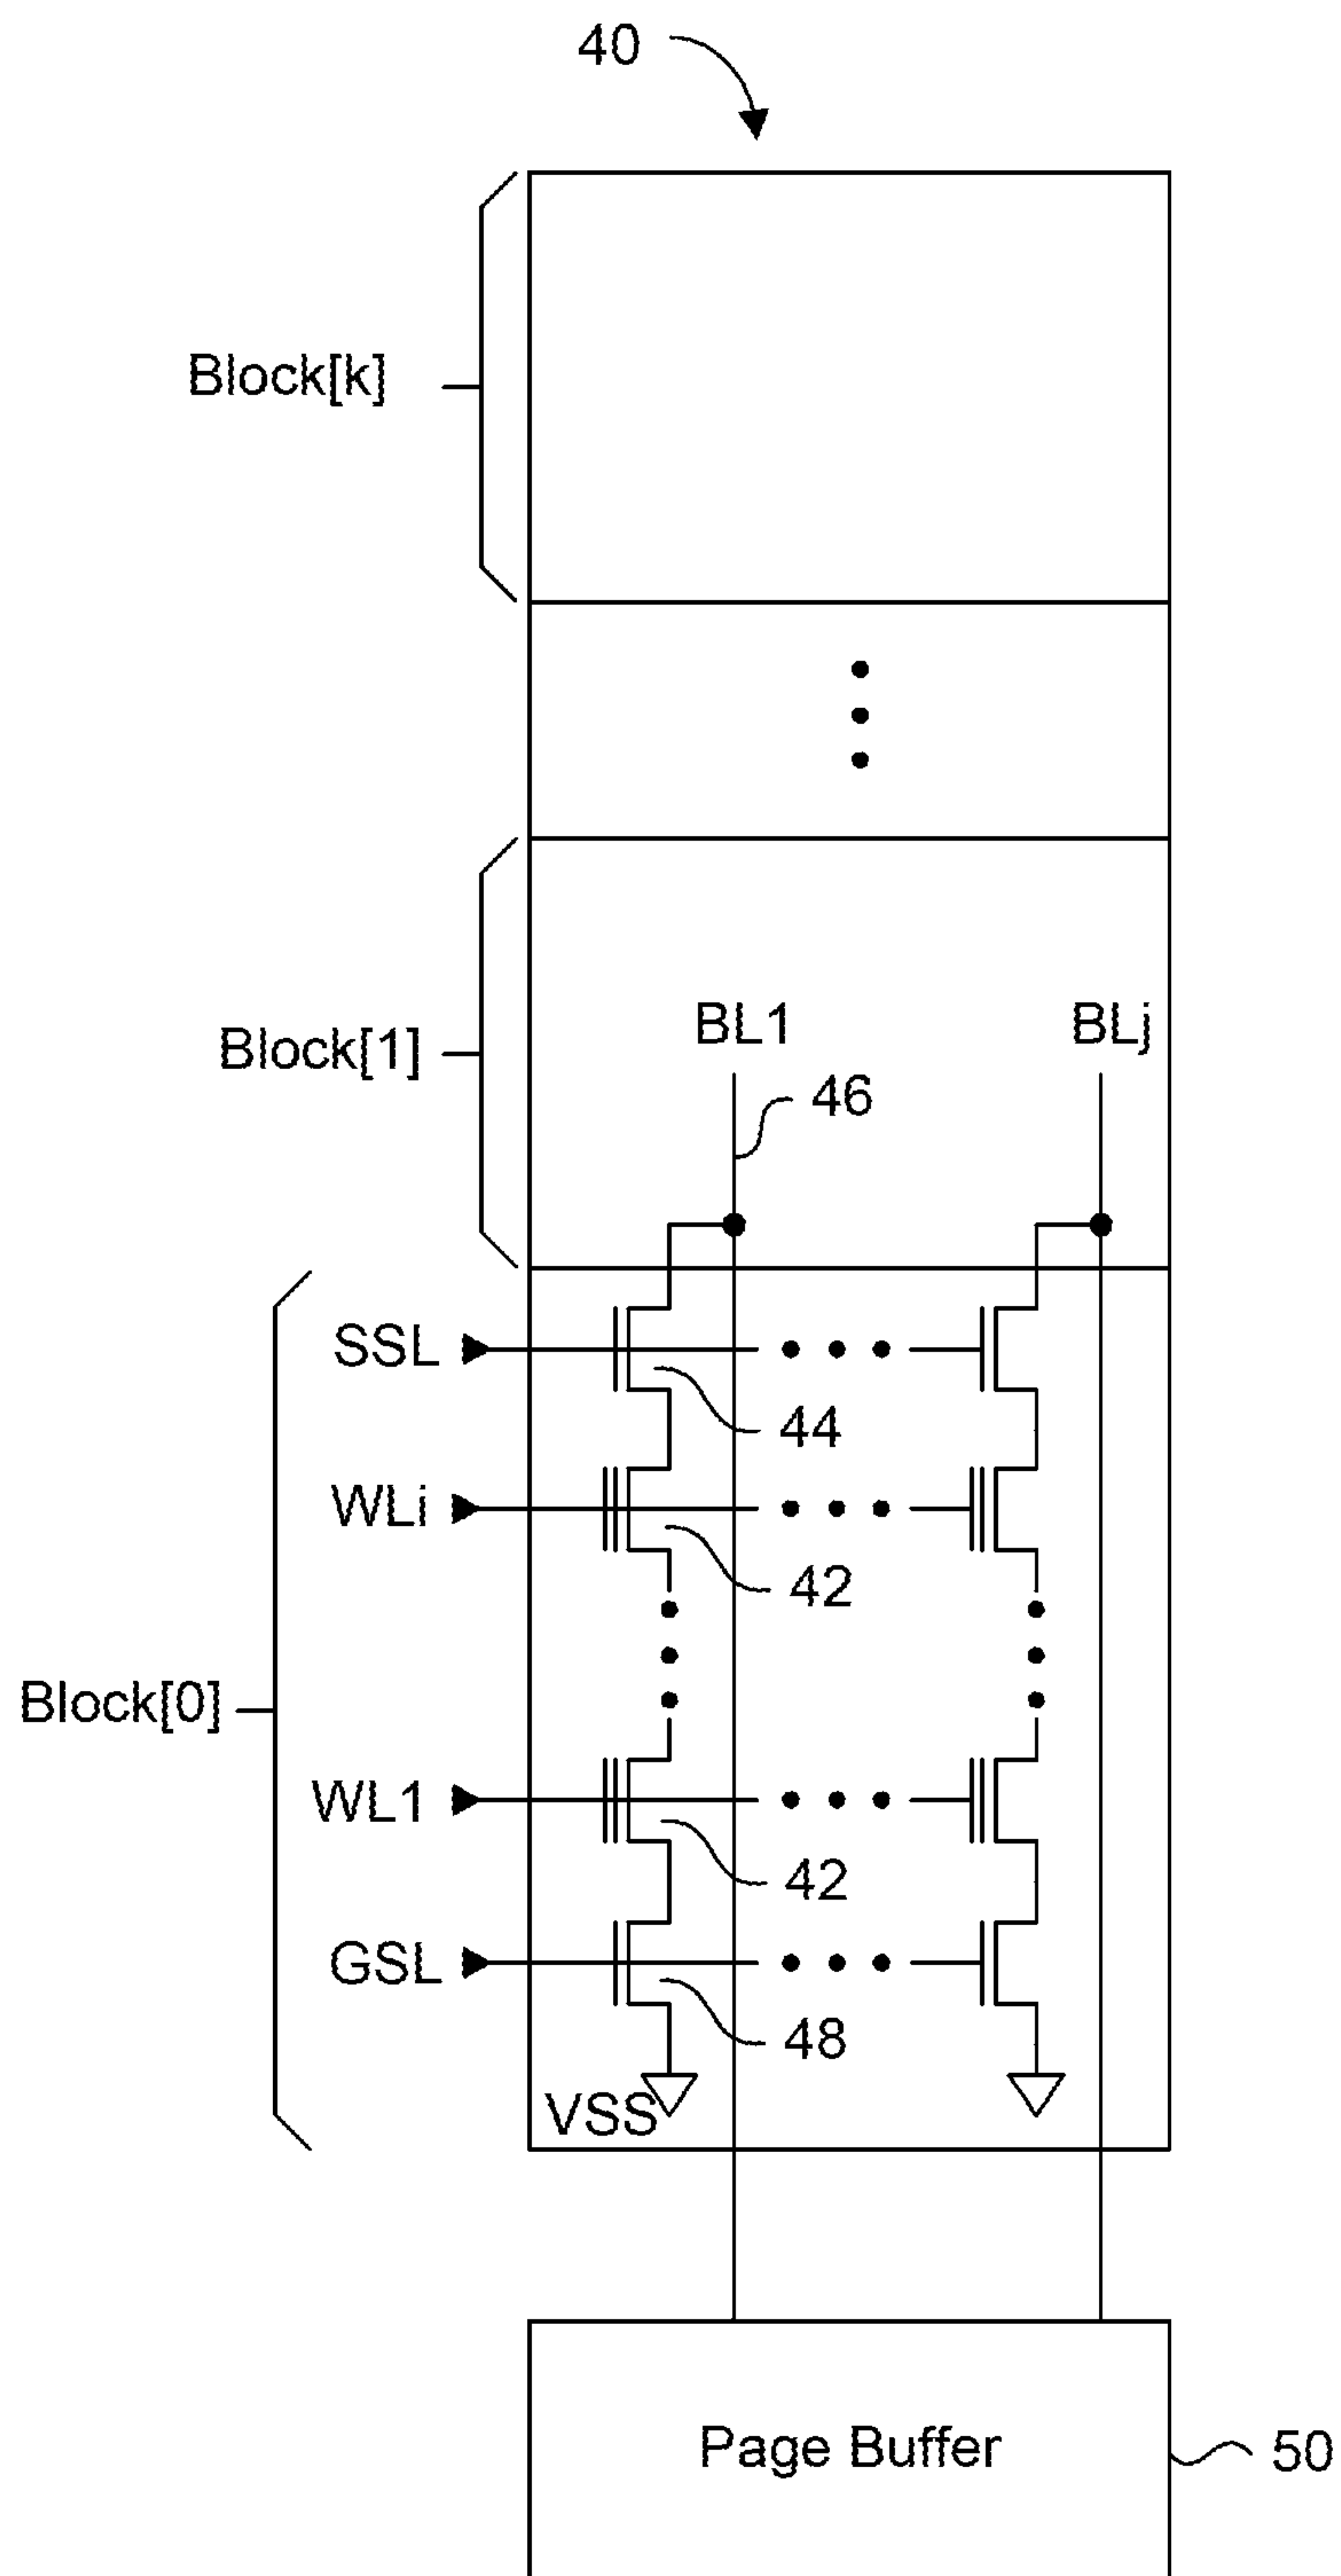 40
Block[k]
Block[1]
BL1
BLj
46
SSL
44
WLi
42
Block[0]
WL1
42
GSL
48
VSS
Page Buffer
50